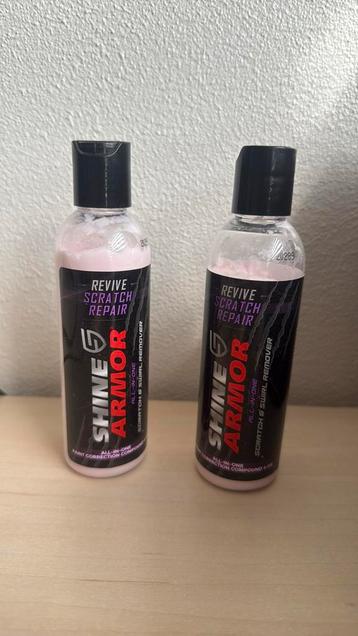 REVIVE
SCRATCH
REPAIR
SHINE
ARMOR
ALL-IN-ONE
SCRATCH & SWIRL REMOVER
ALL-IN-ONE
PAINT CORRECTION COMPOUND
REVIVE
SCRATCH
REPAIR
SHINE
ARMOR
ALL-IN-ONE
SCRATCH & SWIRL REMOVER
ALL-IN-ONE
CORRECTION COMPOUND